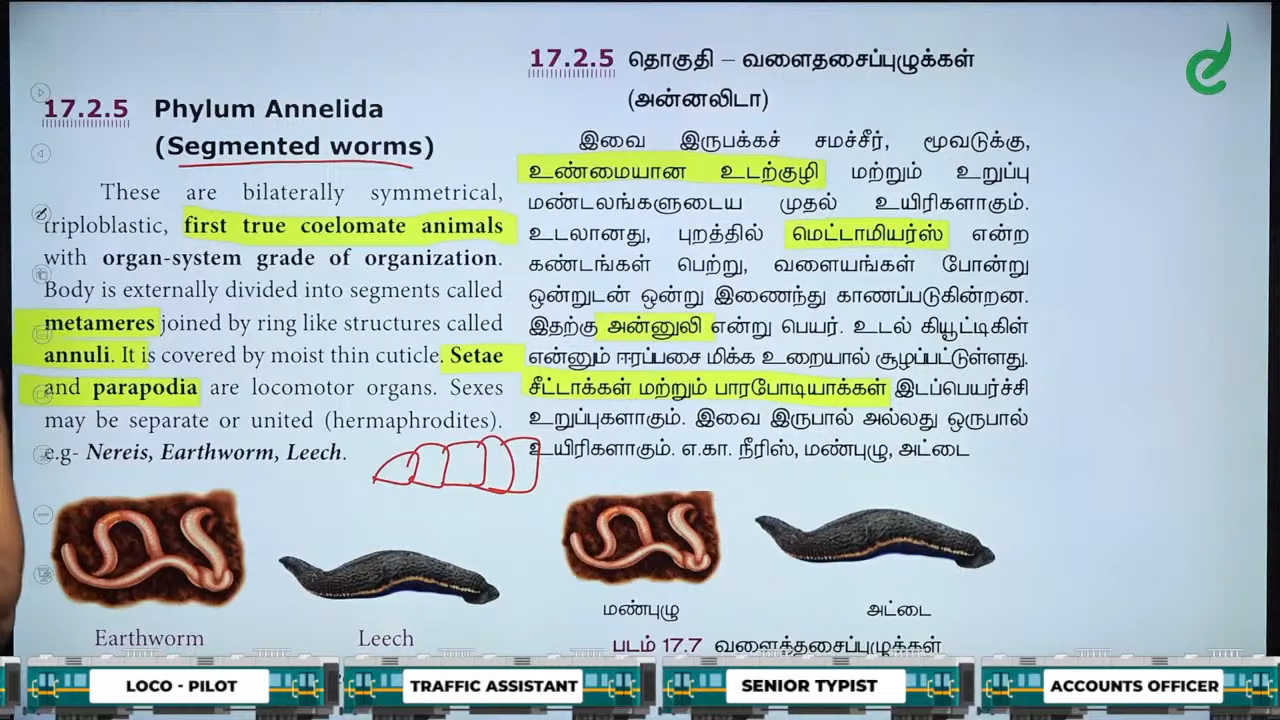 17.2.5 Phylum Annelida
(Segmented worms)
These are bilaterally symmetrical,
triploblastic, first true coelomate animals
with organ-system grade of organization.
Body is externally divided into segments called
metameres joined by ring like structures called
annuli. It is covered by moist thin cuticle. Setae
and parapodia are locomotor organs. Sexes
may be separate or united (hermaphrodites).
e.g- Nereis, Earthworm, Leech.
Earthworm
Leech
17.2.5 தொகுதி – வளைதசைப்புழுக்கள்
(அன்னலிடா)
இவை இருபக்கச் சமச்சீர், மூவடுக்கு,
உண்மையான உடற்குழி மற்றும் உறுப்பு
மண்டலங்களுடைய முதல் உயிரிகளாகும்.
உடலானது, புறத்தில் மெட்டாமியர்ஸ் என்ற
கண்டங்கள் பெற்று, வளையங்கள் போன்று
ஒன்றுடன் ஒன்று இணைந்து காணப்படுகின்றன.
இதற்கு அன்னுலி என்று பெயர். உடல் கியூட்டிகிள்
என்னும் ஈரப்பசை மிக்க உறையால் சூழப்பட்டுள்ளது.
சீட்டாக்கள் மற்றும் பாரபோடியாக்கள் இடப்பெயர்ச்சி
உறுப்புகளாகும். இவை இருபால் அல்லது ஒருபால்
உயிரிகளாகும். எ.கா. நீரிஸ், மண்புழு, அட்டை
மண்புழு
அட்டை
படம் 17.7 வளைத்தசைப்புழுக்கள்
LOCO - PILOT
TRAFFIC ASSISTANT
SENIOR TYPIST
ACCOUNTS OFFICER